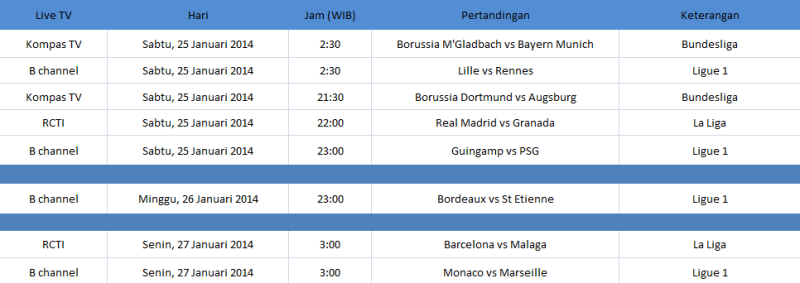 Live TV Hari Jam (WIB) Pertandingan Keterangan
Kompas TV Sabtu, 25 Januari 2014 2:30 Borussia M'Gladbach vs Bayern Munich Bundesliga
B channel Sabtu, 25 Januari 2014 2:30 Lille vs Rennes Ligue 1
Kompas TV Sabtu, 25 Januari 2014 21:30 Borussia Dortmund vs Augsburg Bundesliga
RCTI Sabtu, 25 Januari 2014 22:00 Real Madrid vs Granada La Liga
B channel Sabtu, 25 Januari 2014 23:00 Guingamp vs PSG Ligue 1
B channel Minggu, 26 Januari 2014 23:00 Bordeaux vs St Etienne Ligue 1
RCTI Senin, 27 Januari 2014 3:00 Barcelona vs Malaga La Liga
B channel Senin, 27 Januari 2014 3:00 Monaco vs Marseille Ligue 1